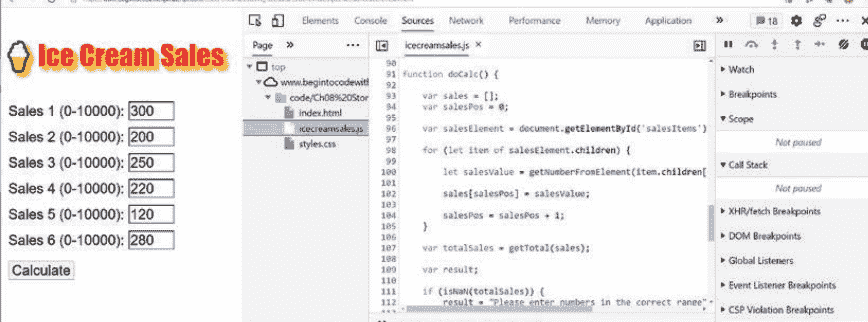 Ice Cream Sales
Sales 1 (0-10000): 300
Sales 2 (0-10000): 200
Sales 3 (0-10000): 250
Sales 4 (0-10000): 220
Sales 5 (0-10000): 120
Sales 6 (0-10000): 280
Calculate
Elements Console Sources Network Performance Memory Application » 18
Page » ...
top
www.begintocodewith
code/Ch08%20Stor
index.html
icecreamsales.js
styles.css
icecreamsales.js ×
90
91 function doCalc() {
92
93 var sales = [];
94 var salesPos = 0;
95
96 var salesElement = document.getElementById('salesItems')
97
98 for (let item of salesElement.children) {
99
100 let salesValue = getNumberFromElement(item.children[
101
102 sales[salesPos] = salesValue;
103
104 salesPos = salesPos + 1;
105 }
106
107 var totalSales = getTotal(sales);
108
109 var result;
110
111 if (isNaN(totalSales)) {
112 result = "Please enter numbers in the correct range"
Watch
Breakpoints
Scope
Not paused
Call Stack
Not paused
XHR/fetch Breakpoints
DOM Breakpoints
Global Listeners
Event Listener Breakpoints
CSP Violation Breakpoints